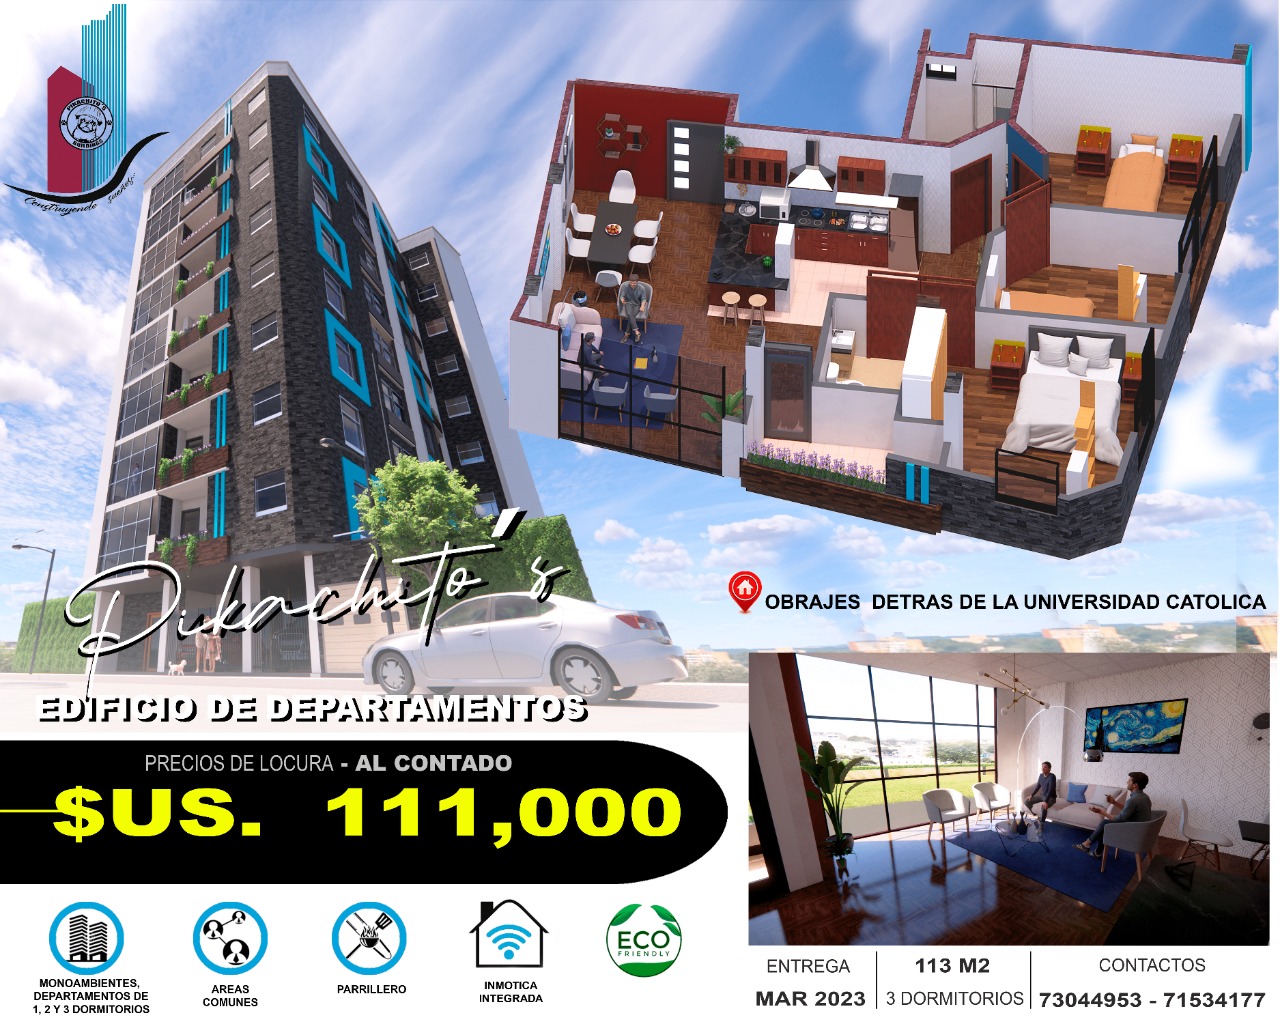 PIKACHITO'S
BUILDINGS
Construyendo sueños...
Pikachito's
EDIFICIO DE DEPARTAMENTOS
PRECIOS DE LOCURA - AL CONTADO
$US. 111,000
MONOAMBIENTES,
DEPARTAMENTOS DE
1, 2 Y 3 DORMITORIOS
AREAS
COMUNES
PARRILLERO
INMOTICA
INTEGRADA
ECO
FRIENDLY
OBRAJES DETRAS DE LA UNIVERSIDAD CATOLICA
ENTREGA
MAR 2023
113 M2
3 DORMITORIOS
CONTACTOS
73044953 - 71534177